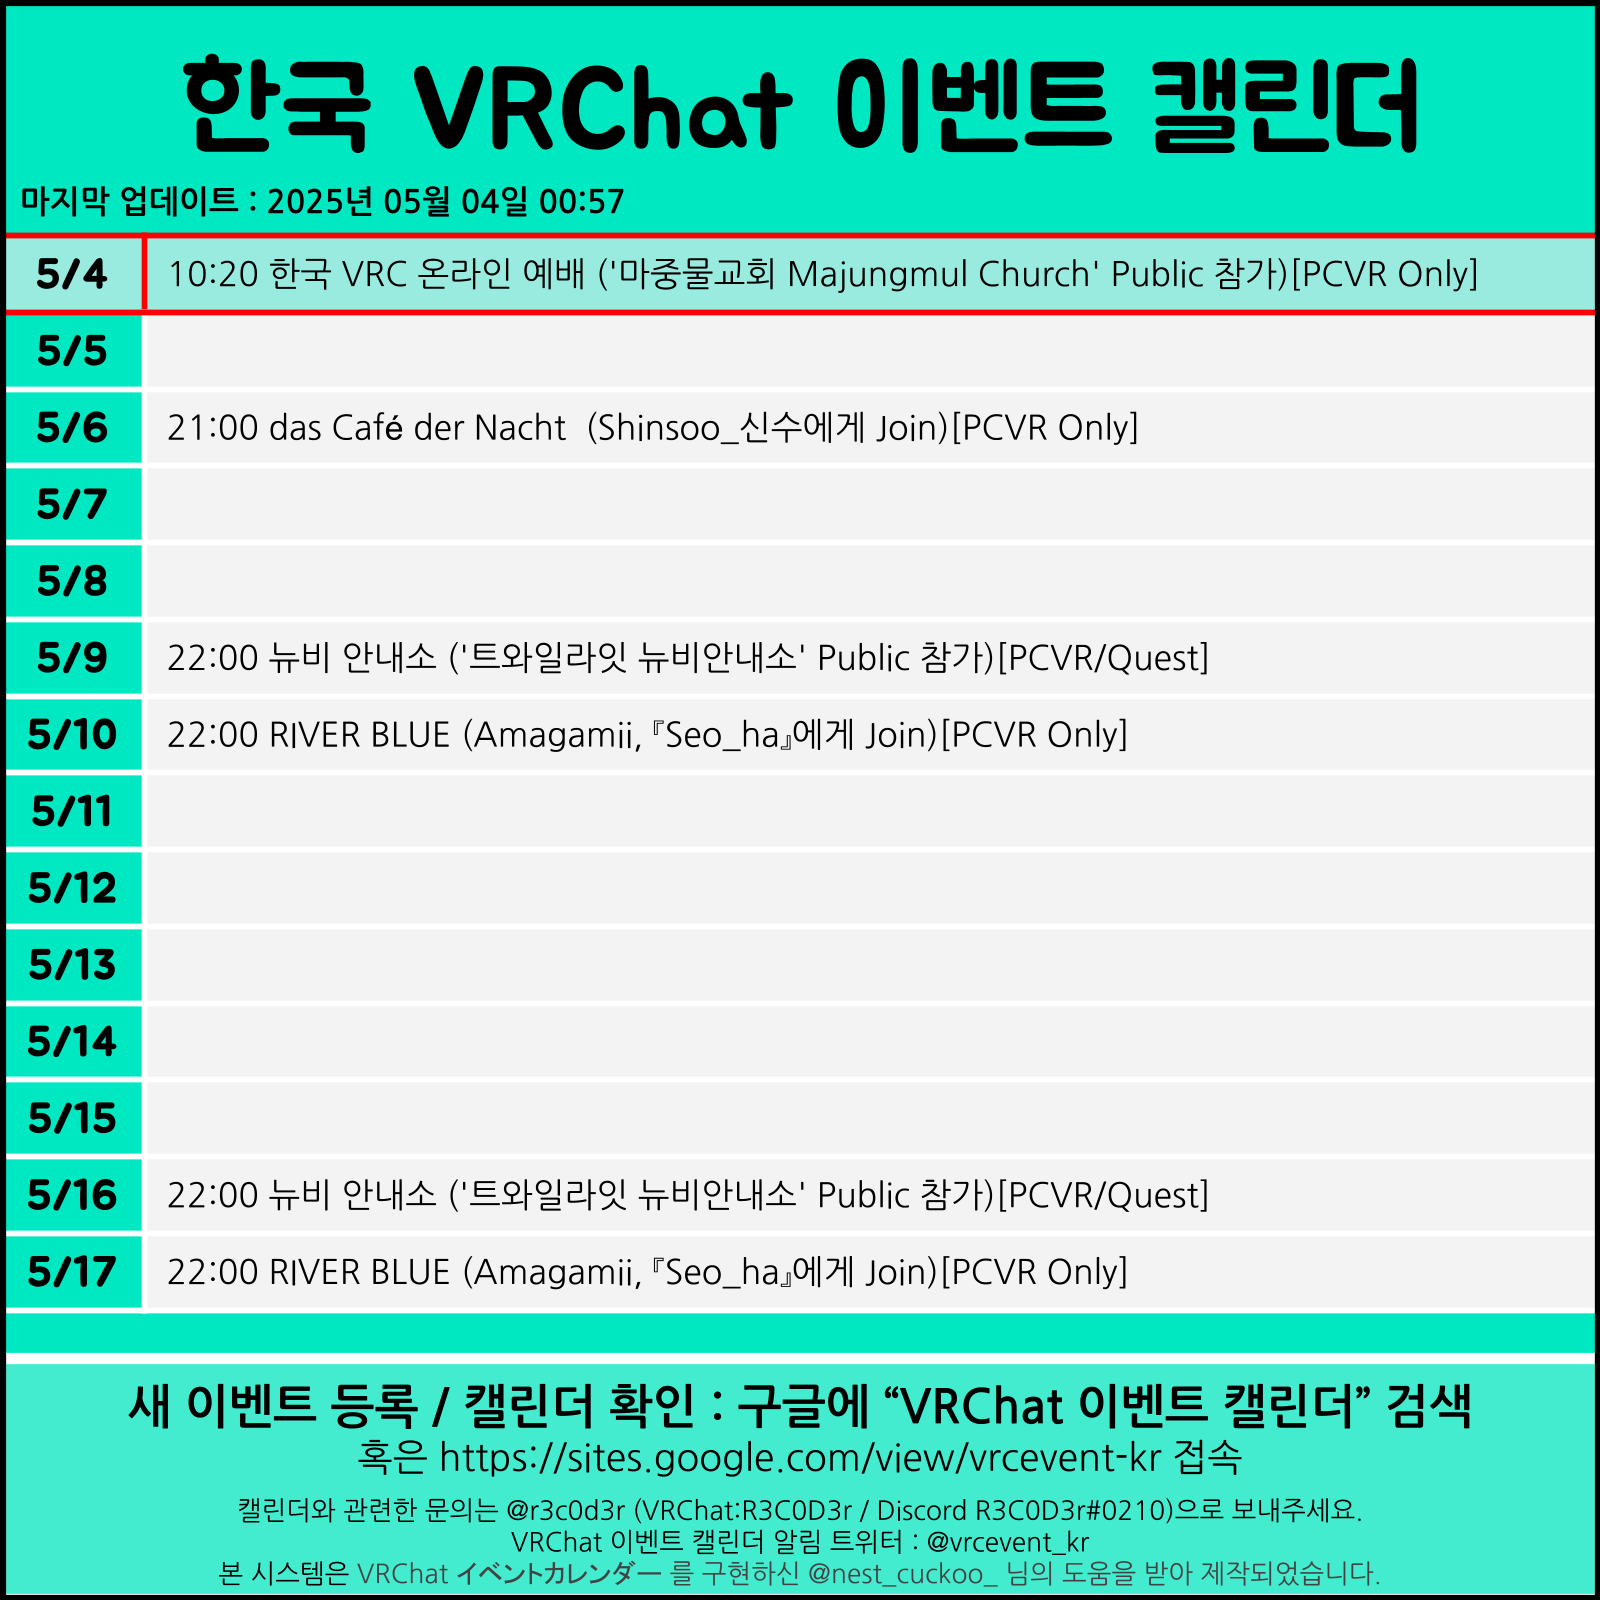 한국 VRChat 이벤트 캘린더
마지막 업데이트 : 2025년 05월 04일 00:57
5/4 10:20 한국 VRC 온라인 예배 ('마중물교회 Majungmul Church' Public 참가)[PCVR Only]
5/5
5/6 21:00 das Café der Nacht  (Shinsoo_신수에게 Join)[PCVR Only]
5/7
5/8
5/9 22:00 뉴비 안내소 ('트와일라잇 뉴비안내소' Public 참가)[PCVR/Quest]
5/10 22:00 RIVER BLUE (Amagamii,『Seo_ha』에게 Join)[PCVR Only]
5/11
5/12
5/13
5/14
5/15
5/16 22:00 뉴비 안내소 ('트와일라잇 뉴비안내소' Public 참가)[PCVR/Quest]
5/17 22:00 RIVER BLUE (Amagamii,『Seo_ha』에게 Join)[PCVR Only]
새 이벤트 등록 / 캘린더 확인 : 구글에 “VRChat 이벤트 캘린더” 검색
혹은 https://sites.google.com/view/vrcevent-kr 접속
캘린더와 관련한 문의는 @r3c0d3r (VRChat:R3C0D3r / Discord R3C0D3r#0210)으로 보내주세요.
VRChat 이벤트 캘린더 알림 트위터 : @vrcevent_kr
본 시스템은 VRChat イベントカレンダー 를 구현하신 @nest_cuckoo_ 님의 도움을 받아 제작되었습니다.